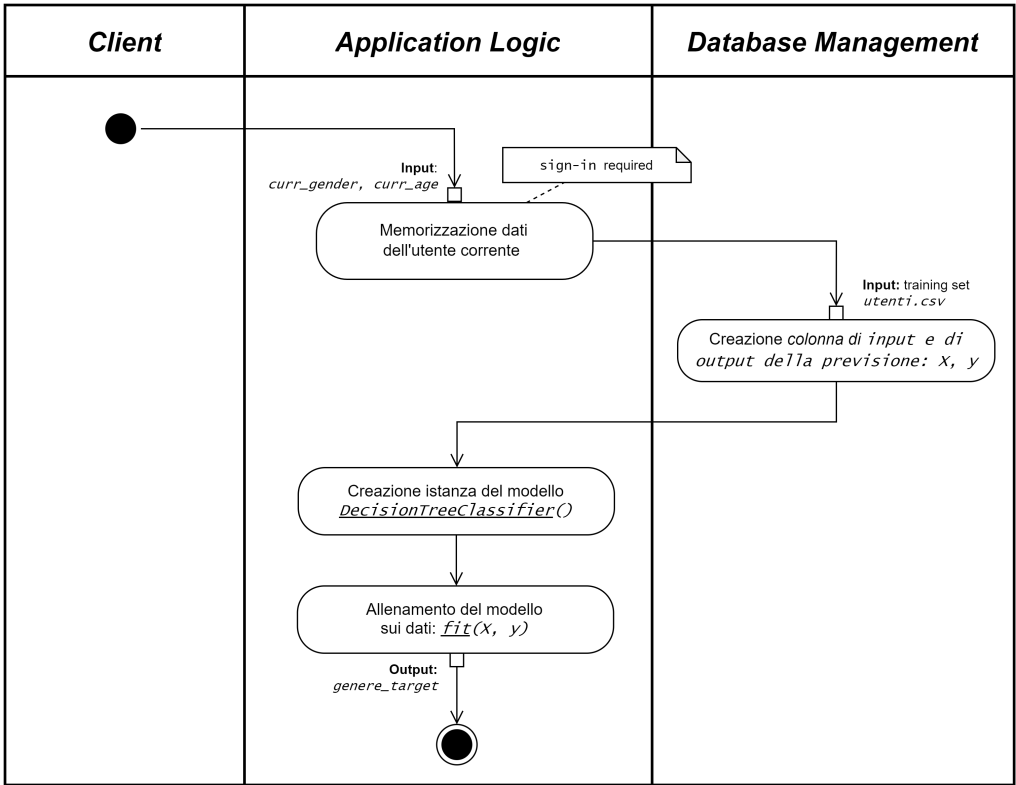 Client
Application Logic
Database Management
Input:
curr_gender, curr_age
sign-in required
Memorizzazione dati
dell'utente corrente
Input: training set
utenti.csv
Creazione colonna di input e di
output della previsione: X, y
Creazione istanza del modello
DecisionTreeClassifier()
Allenamento del modello
sui dati: fit(X, y)
Output:
genere_target